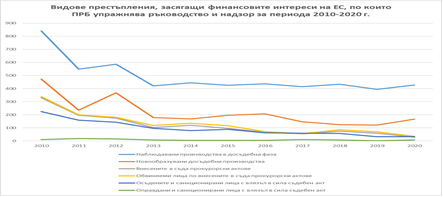 Видове престъпления, засягащи финансовите интереси на ЕС, по които
ПРБ упражнява ръководство и надзор за периода 2010-2020 г.
900
800
700
600
500
400
300
200
100
0
2010 2011 2012 2013 2014 2015 2016 2017 2018 2019 2020
Наблюдавани производства в досъдебна фаза
Новообразувани досъдебни производства
Внесените в съда прокурорски актове
Обвиняеми лица по внесените в съда прокурорски актове
Осъдените и санкционирани лица с влязъл в сила съдебен акт
Оправдани и санкционирани лица с влязъл в сила съдебен акт